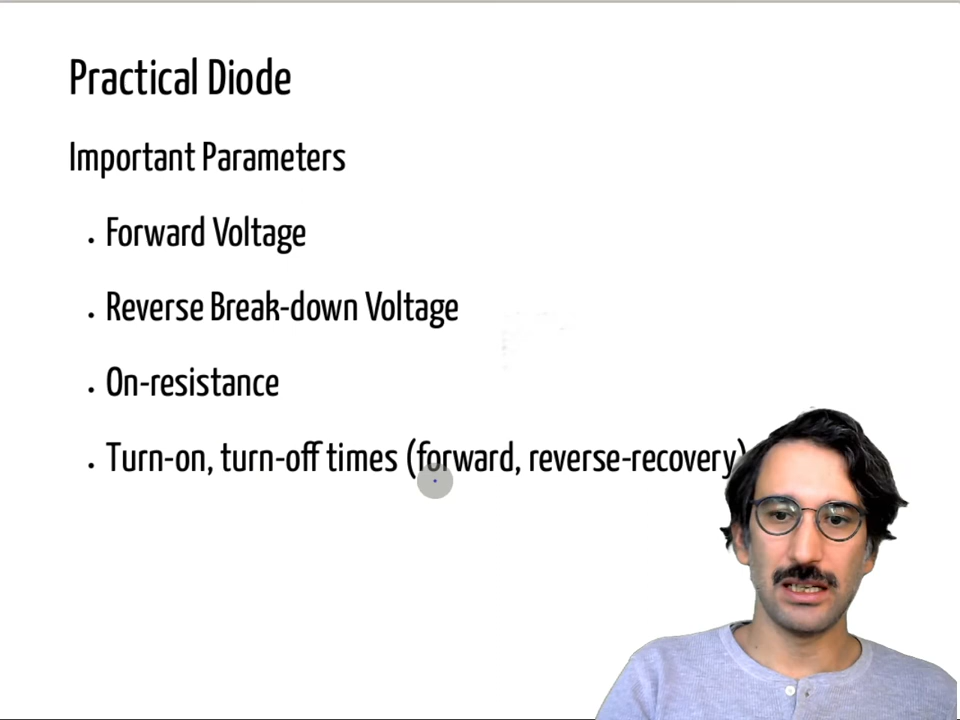 Practical Diode
Important Parameters
• Forward Voltage
• Reverse Break-down Voltage
• On-resistance
• Turn-on, turn-off times (forward, reverse-recovery)